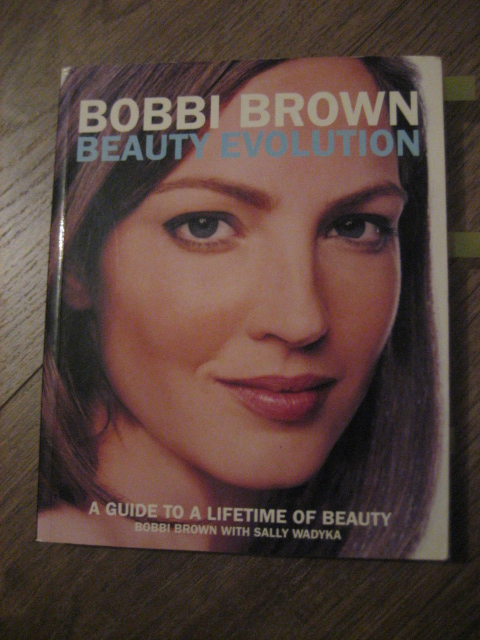 BOBBI BROWN
BEAUTY EVOLUTION
A GUIDE TO A LIFETIME OF BEAUTY
BOBBI BROWN WITH SALLY WADYKA